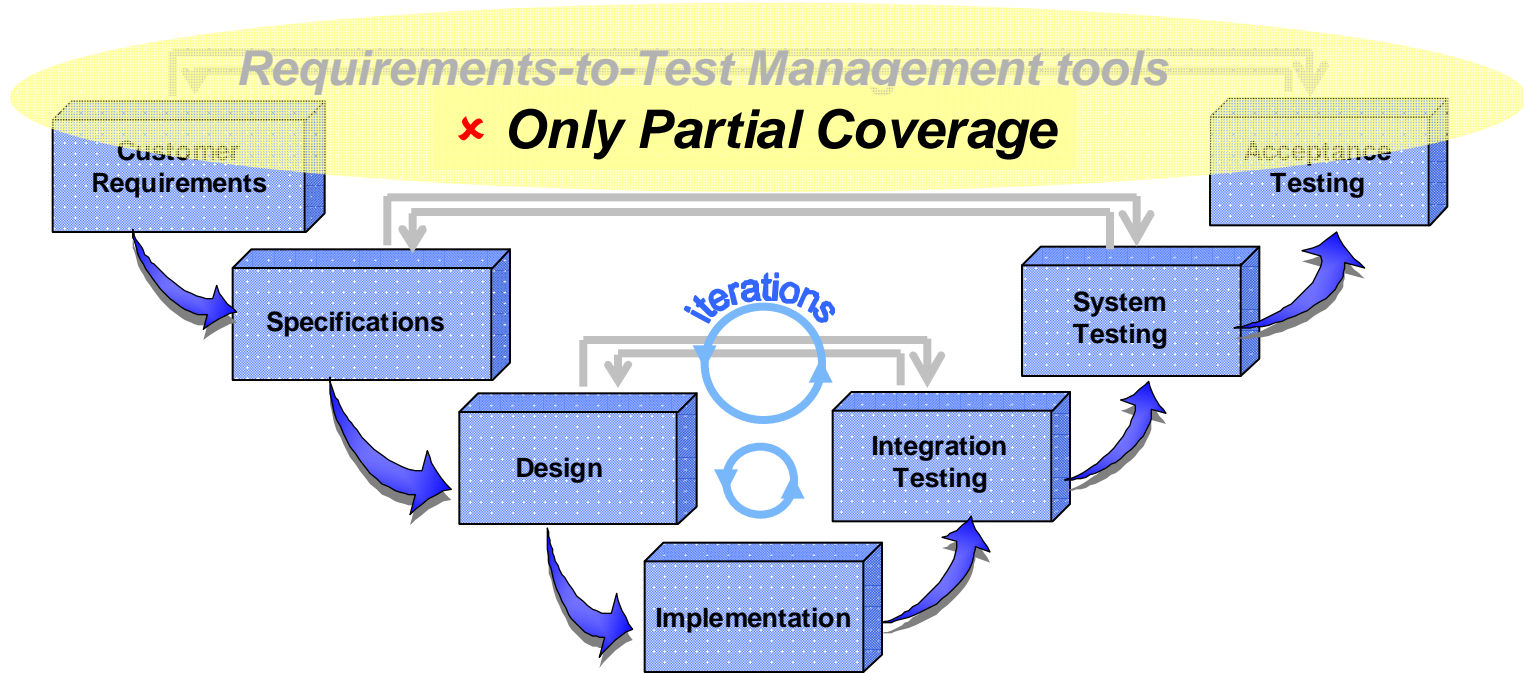 Requirements-to-Test Management tools
✘ Only Partial Coverage
Customer
Requirements
Acceptance
Testing
Specifications
iterations
System
Testing
Design
Integration
Testing
Implementation